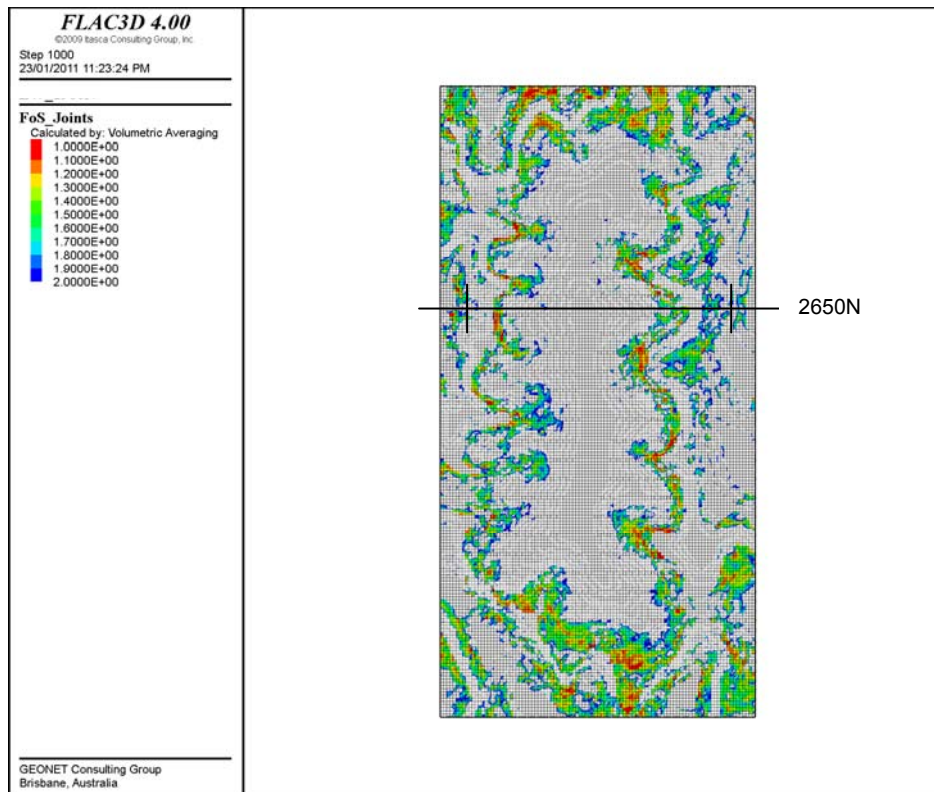 FLAC3D 4.00
©2009 Itasca Consulting Group, Inc.
Step 1000
23/01/2011 11:23:24 PM
FoS_Joints
Calculated by: Volumetric Averaging
1.0000E+00
1.1000E+00
1.2000E+00
1.3000E+00
1.4000E+00
1.5000E+00
1.6000E+00
1.7000E+00
1.8000E+00
1.9000E+00
2.0000E+00
2650N
GEONET Consulting Group
Brisbane, Australia